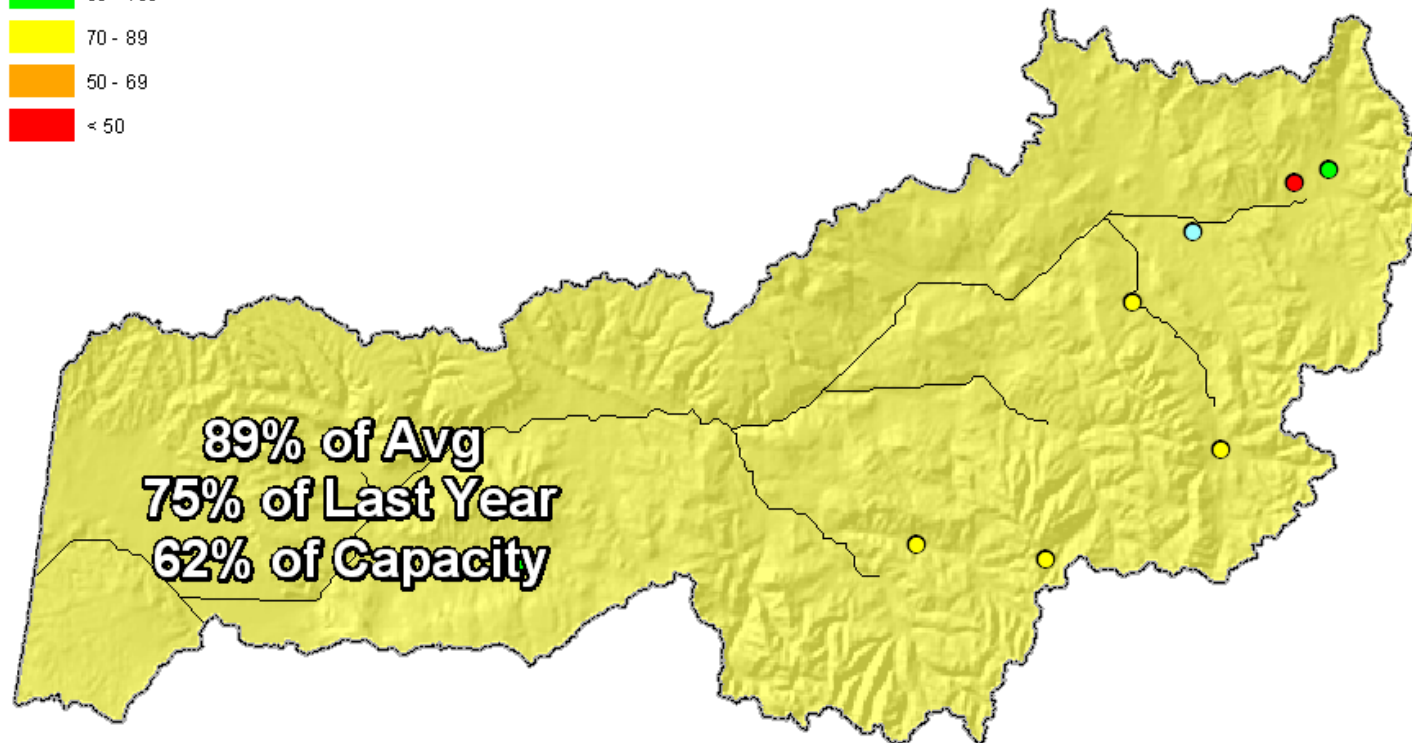 70 - 89
50 - 69
< 50
89% of Avg
75% of Last Year
62% of Capacity